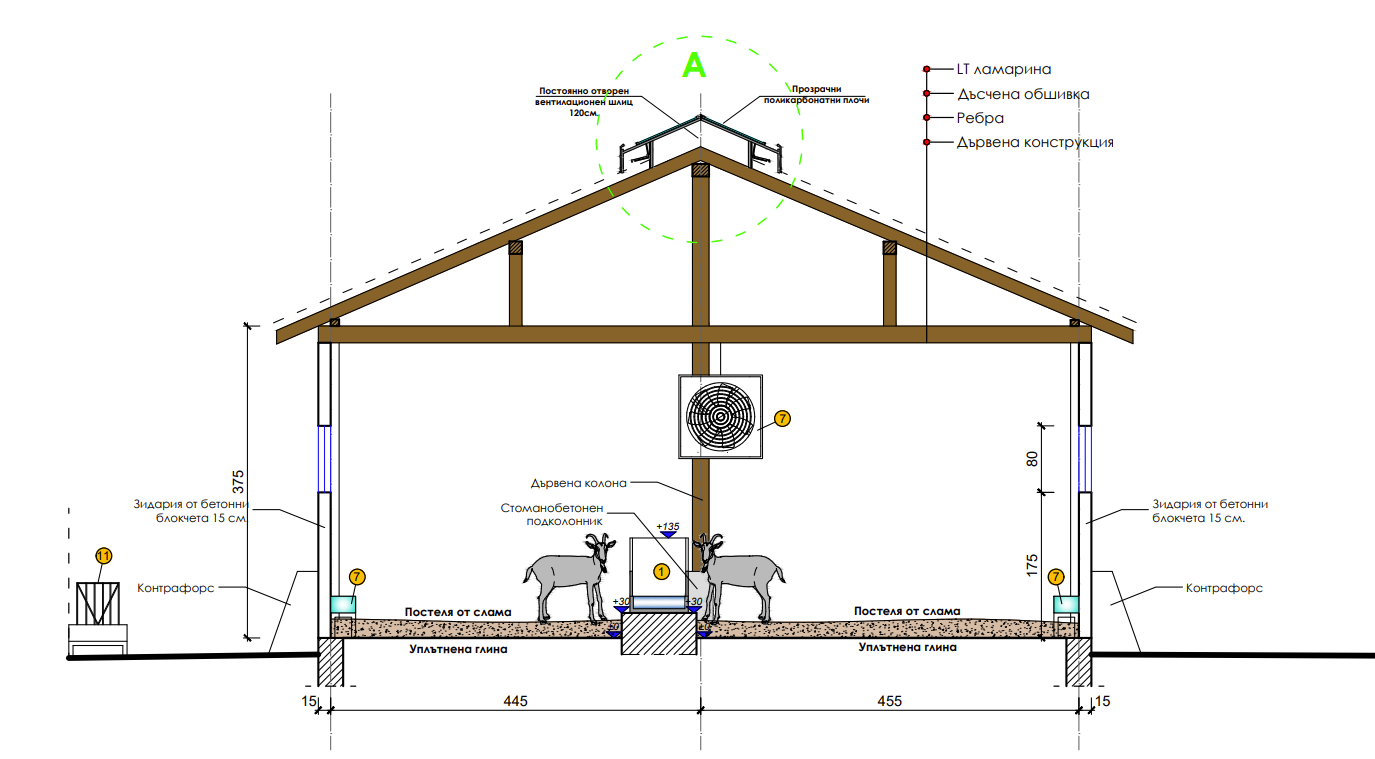 A
LT ламарина
Дъсчена обшивка
Ребра
Дървена конструкция
Постоянно отворен
вентилационен шлиц
120см.
Прозрачни
поликарбонатни плочи
7
80
375
Дървена колона
Зидария от бетонни
блокчета 15 см.
Стоманобетонен
подколонник
Зидария от бетонни
блокчета 15 см.
+135
175
11
1
7
7
Контрафорс
Контрафорс
+30
+30
Постеля от слама
Постеля от слама
±0
±0
Уплътнена глина
Уплътнена глина
15
445
455
15